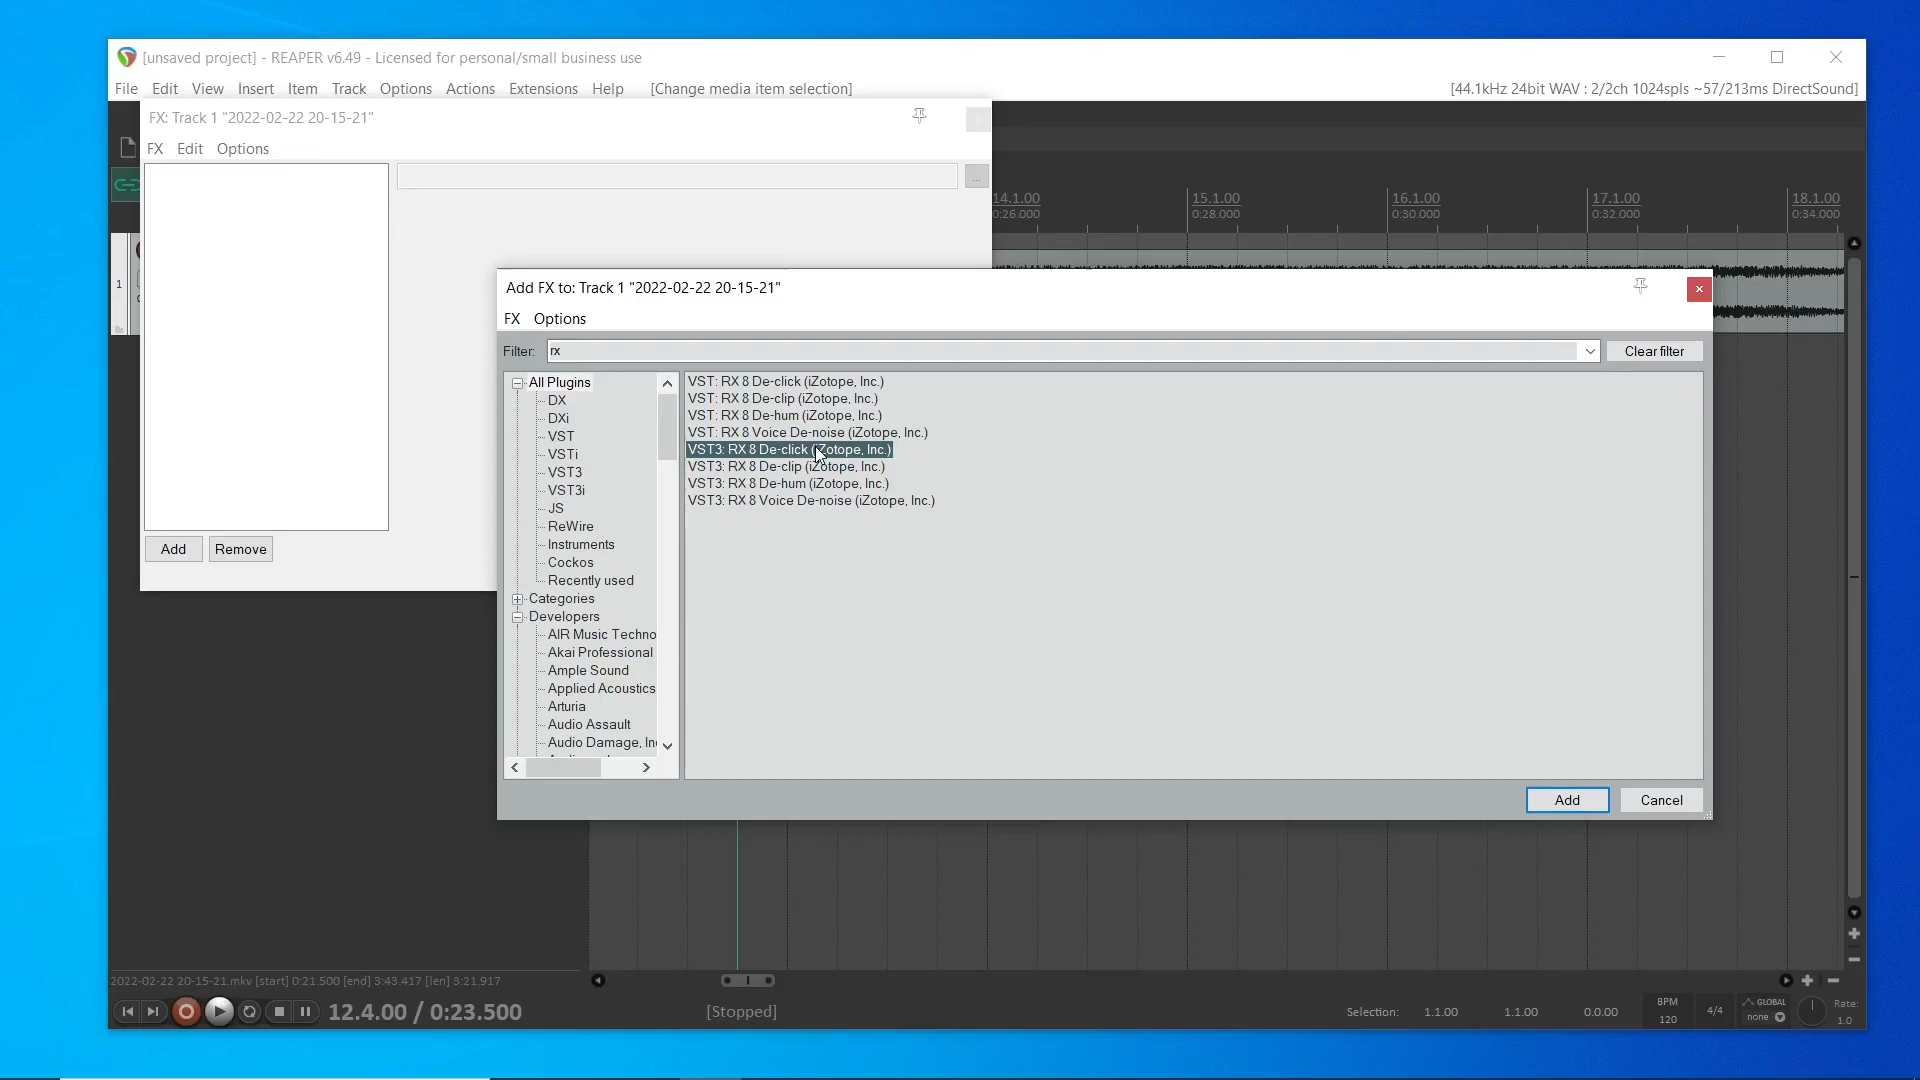 [unsaved project] - REAPER v6.49 - Licensed for personal/small business use
File Edit View Insert Item Track Options Actions Extensions Help [Change media item selection] [44.1kHz 24bit WAV : 2/2ch 1024spls ~57/213ms DirectSound]
FX: Track 1 "2022-02-22 20-15-21"
FX Edit Options
...
14.1.00 15.1.00 16.1.00 17.1.00 18.1.00
0:26.000 0:28.000 0:30.000 0:32.000 0:34.000
1
Add FX to: Track 1 "2022-02-22 20-15-21"
FX Options
Filter: rx Clear filter
All Plugins
DX
DXi
VST
VSTi
VST3
VST3i
JS
ReWire
Instruments
Cockos
Recently used
Categories
Developers
AIR Music Techno
Akai Professional
Ample Sound
Applied Acoustics
Arturia
Audio Assault
Audio Damage, In
VST: RX 8 De-click (iZotope, Inc.)
VST: RX 8 De-clip (iZotope, Inc.)
VST: RX 8 De-hum (iZotope, Inc.)
VST: RX 8 Voice De-noise (iZotope, Inc.)
VST3: RX 8 De-click (iZotope, Inc.)
VST3: RX 8 De-clip (iZotope, Inc.)
VST3: RX 8 De-hum (iZotope, Inc.)
VST3: RX 8 Voice De-noise (iZotope, Inc.)
Add Remove
Add Cancel
2022-02-22 20-15-21.mkv [start] 0:21.500 [end] 3:43.417 [len] 3:21.917
12.4.00 / 0:23.500 [Stopped] Selection: 1.1.00 1.1.00 0.0.00
BPM
120
4/4
GLOBAL
none
Rate:
1.0